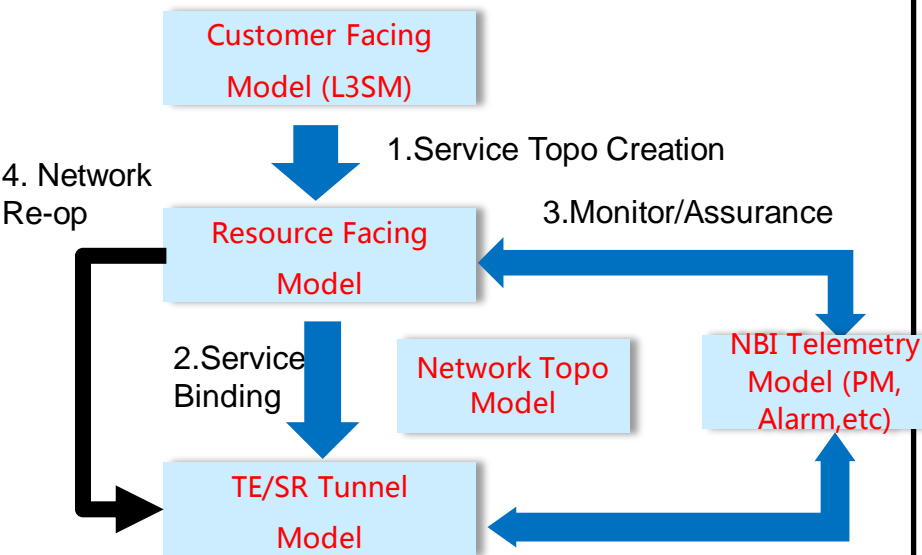 Customer Facing
Model (L3SM)
1.Service Topo Creation
4. Network
Re-op
3.Monitor/Assurance
Resource Facing
Model
2.Service
Binding
Network Topo
Model
NBI Telemetry
Model (PM,
Alarm,etc)
TE/SR Tunnel
Model